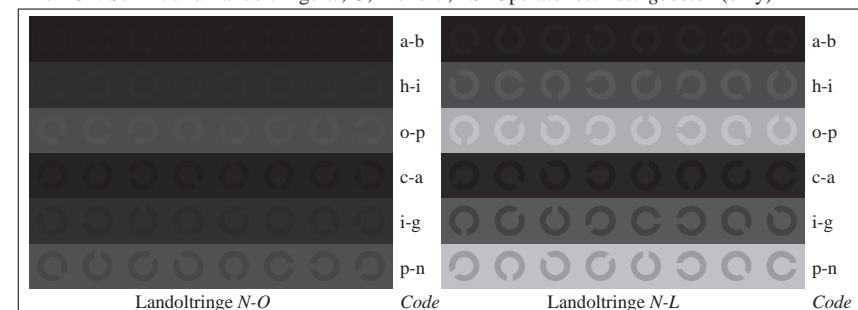 a-b a-b
h-i h-i
o-p o-p
c-a c-a
i-g i-g
p-n p-n
Landoltringe N-O Code Landoltringe N-L Code